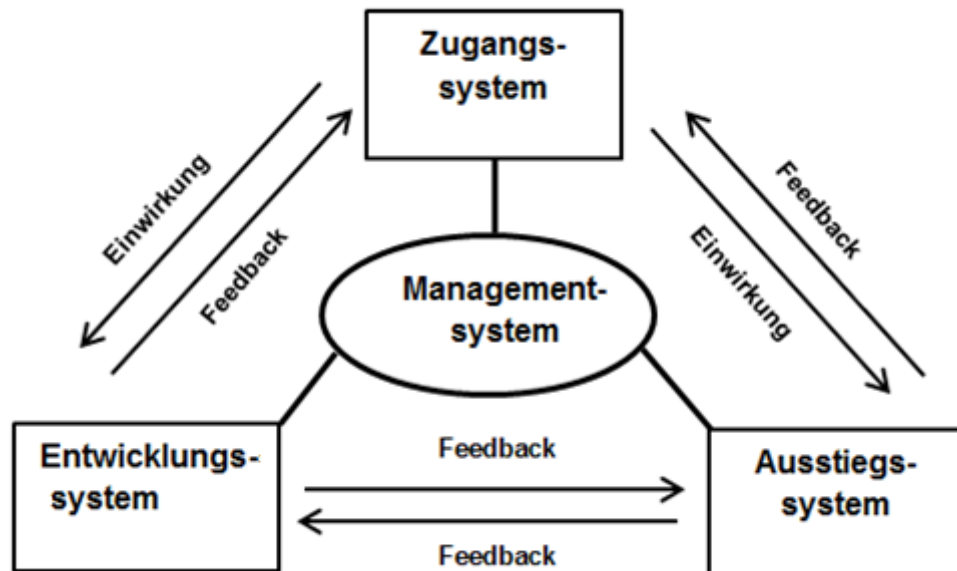 Zugangs-
system
Einwirkung
Feedback
Feedback
Einwirkung
Management-
system
Entwicklungs-
system
Feedback
Feedback
Ausstiegs-
system